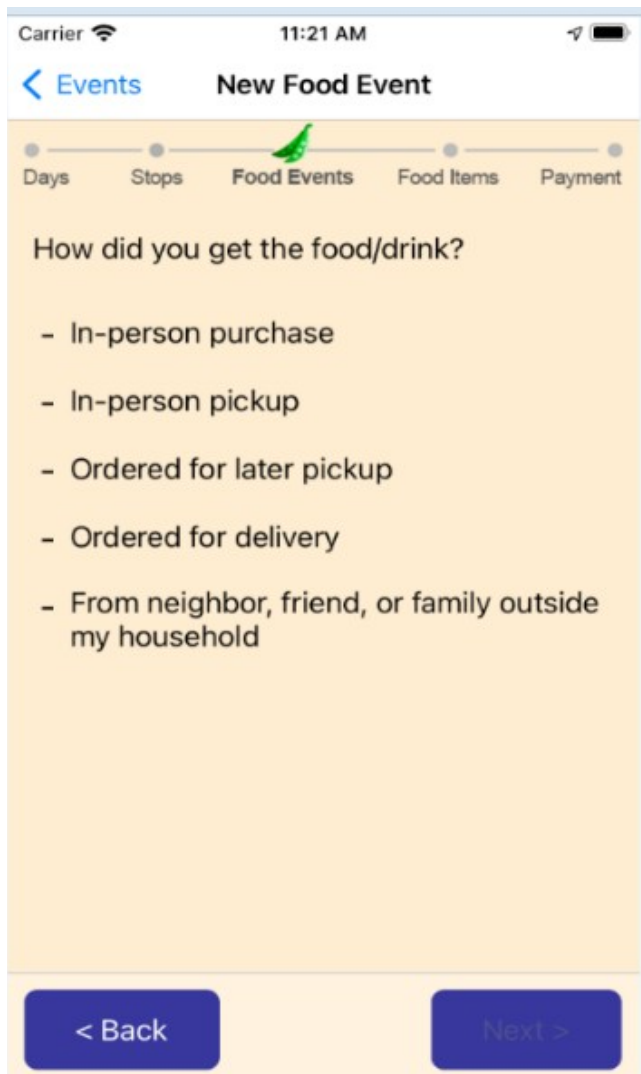 Carrier 11:21 AM
< Events New Food Event
Days Stops Food Events Food Items Payment
How did you get the food/drink?
- In-person purchase
- In-person pickup
- Ordered for later pickup
- Ordered for delivery
- From neighbor, friend, or family outside
my household
< Back Next >